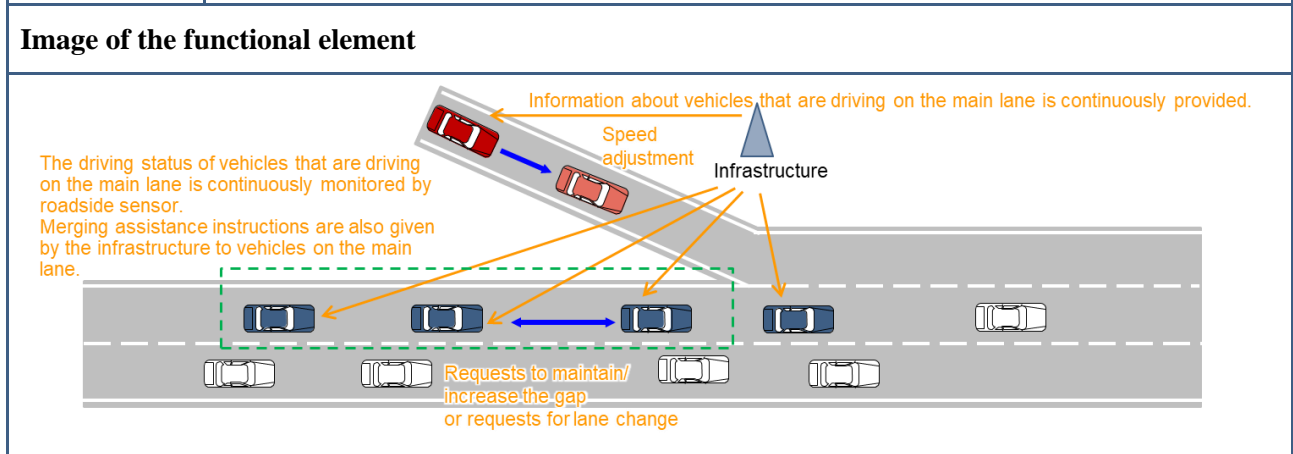 Image of the functional element
Information about vehicles that are driving on the main lane is continuously provided.
Speed
adjustment
Infrastructure
The driving status of vehicles that are driving
on the main lane is continuously monitored by
roadside sensor.
Merging assistance instructions are also given
by the infrastructure to vehicles on the main
lane.
Requests to maintain/
increase the gap
or requests for lane change